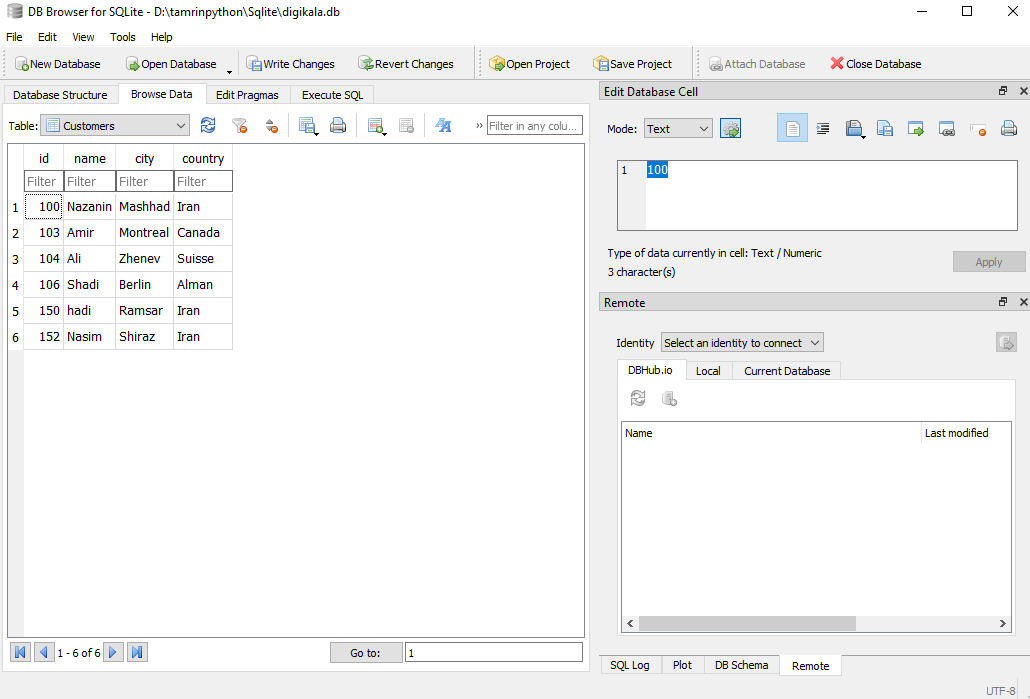 DB Browser for SQLite - D:\tamrinpython\Sqlite\digikala.db
File Edit View Tools Help
New Database Open Database Write Changes Revert Changes Open Project Save Project Attach Database Close Database
Database Structure Browse Data Edit Pragmas Execute SQL
Table: Customers » Filter in any colu...
id name city country
Filter Filter Filter Filter
1 100 Nazanin Mashhad Iran
2 103 Amir Montreal Canada
3 104 Ali Zhenev Suisse
4 106 Shadi Berlin Alman
5 150 hadi Ramsar Iran
6 152 Nasim Shiraz Iran
1 - 6 of 6 Go to: 1
Edit Database Cell
Mode: Text
1 100
Type of data currently in cell: Text / Numeric
3 character(s)
Apply
Remote
Identity Select an identity to connect
DBHub.io Local Current Database
Name Last modified
SQL Log Plot DB Schema Remote
UTF-8